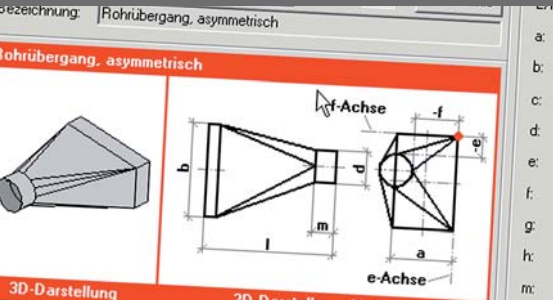 Bezeichnung: Rohrübergang, asymmetrisch
Rohrübergang, asymmetrisch
f-Achse
-f
-e
b
d
m
l
a
e-Achse
3D-Darstellung
a:
b:
c:
d:
e:
f:
g:
h:
m: